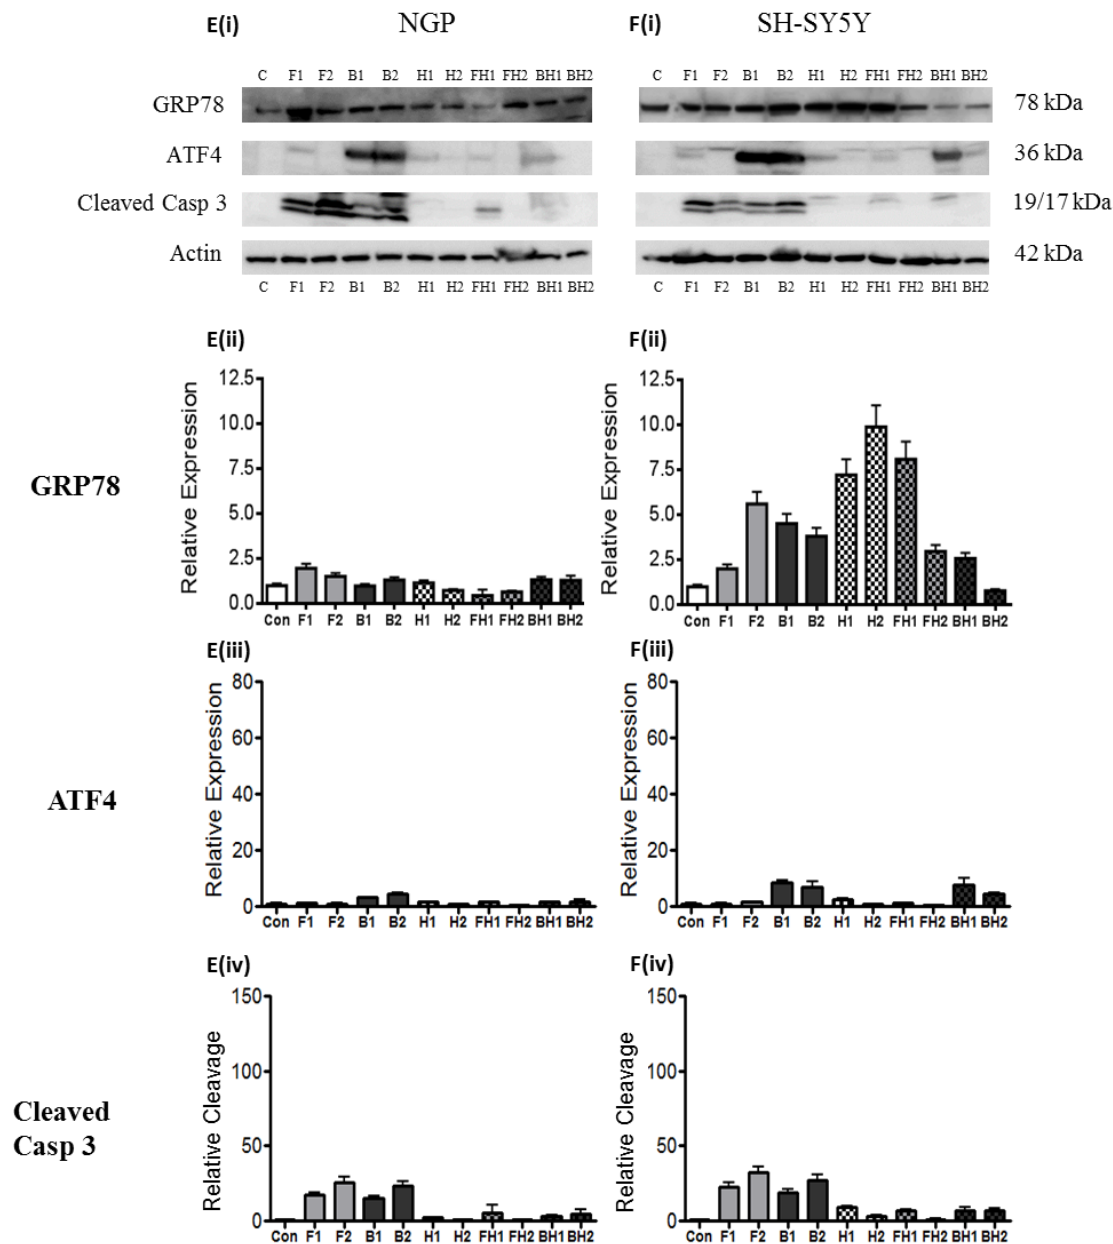 E(i) NGP F(i) SH-SY5Y
C F1 F2 B1 B2 H1 H2 FH1 FH2 BH1 BH2 C F1 F2 B1 B2 H1 H2 FH1 FH2 BH1 BH2
GRP78 78 kDa
ATF4 36 kDa
Cleaved Casp 3 19/17 kDa
Actin 42 kDa
C F1 F2 B1 B2 H1 H2 FH1 FH2 BH1 BH2 C F1 F2 B1 B2 H1 H2 FH1 FH2 BH1 BH2
GRP78
E(ii)
Relative Expression
12.5
10.0
7.5
5.0
2.5
0.0
Con F1 F2 B1 B2 H1 H2 FH1 FH2 BH1 BH2
F(ii)
Relative Expression
12.5
10.0
7.5
5.0
2.5
0.0
Con F1 F2 B1 B2 H1 H2 FH1 FH2 BH1 BH2
ATF4
E(iii)
Relative Expression
80
60
40
20
0
Con F1 F2 B1 B2 H1 H2 FH1 FH2 BH1 BH2
F(iii)
Relative Expression
80
60
40
20
0
Con F1 F2 B1 B2 H1 H2 FH1 FH2 BH1 BH2
Cleaved
Casp 3
E(iv)
Relative Cleavage
150
100
50
0
Con F1 F2 B1 B2 H1 H2 FH1 FH2 BH1 BH2
F(iv)
Relative Cleavage
150
100
50
0
Con F1 F2 B1 B2 H1 H2 FH1 FH2 BH1 BH2